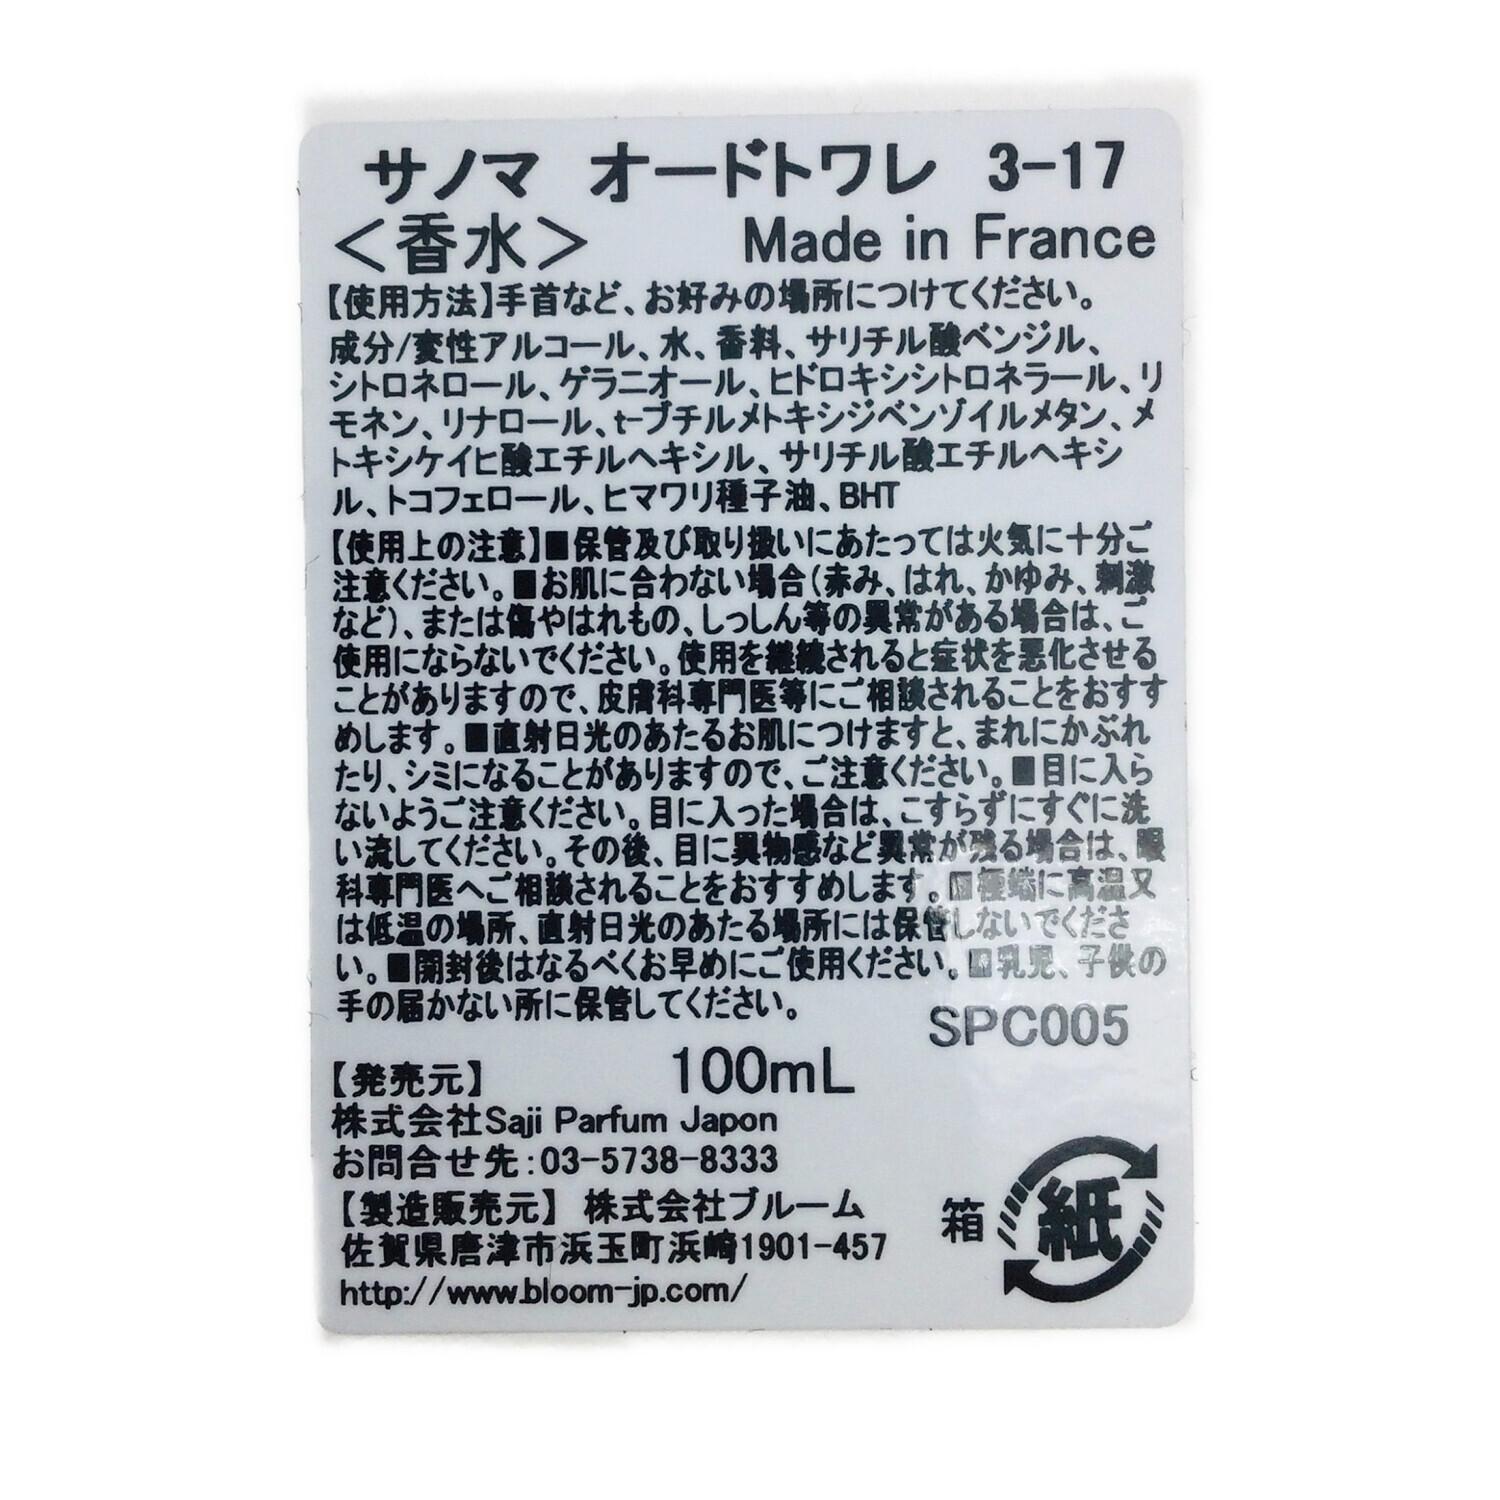 サノマ オードトワレ 3-17
＜香水＞ Made in France
【使用方法】手首など、お好みの場所につけてください。
成分/変性アルコール、水、香料、サリチル酸ベンジル、
シトロネロール、ゲラニオール、ヒドロキシシトロネラール、リ
モネン、リナロール、t-ブチルメトキシジベンゾイルメタン、メ
トキシケイヒ酸エチルヘキシル、サリチル酸エチルヘキシ
ル、トコフェロール、ヒマワリ種子油、BHT
【使用上の注意】■保管及び取り扱いにあたっては火気に十分ご
注意ください。■お肌に合わない場合(赤み、はれ、かゆみ、刺激
など)、または傷やはれもの、しっしん等の異常がある場合は、ご
使用にならないでください。使用を継続されると症状を悪化させる
ことがありますので、皮膚科専門医等にご相談されることをおすす
めします。■直射日光のあたるお肌につけますと、まれにかぶれ
たり、シミになることがありますので、ご注意ください。■目に入ら
ないようご注意ください。目に入った場合は、こすらずにすぐに洗
い流してください。その後、目に異物感など異常が残る場合は、眼
科専門医へご相談されることをおすすめします。■極端に高温又
は低温の場所、直射日光のあたる場所には保管しないでくださ
い。■開封後はなるべくお早めにご使用ください。■乳児、子供の
手の届かない所に保管してください。
SPC005
【発売元】 100mL
株式会社Saji Parfum Japon
お問合せ先:03-5738-8333
【製造販売元】 株式会社ブルーム
佐賀県唐津市浜玉町浜崎1901-457
http://www.bloom-jp.com/
箱 紙